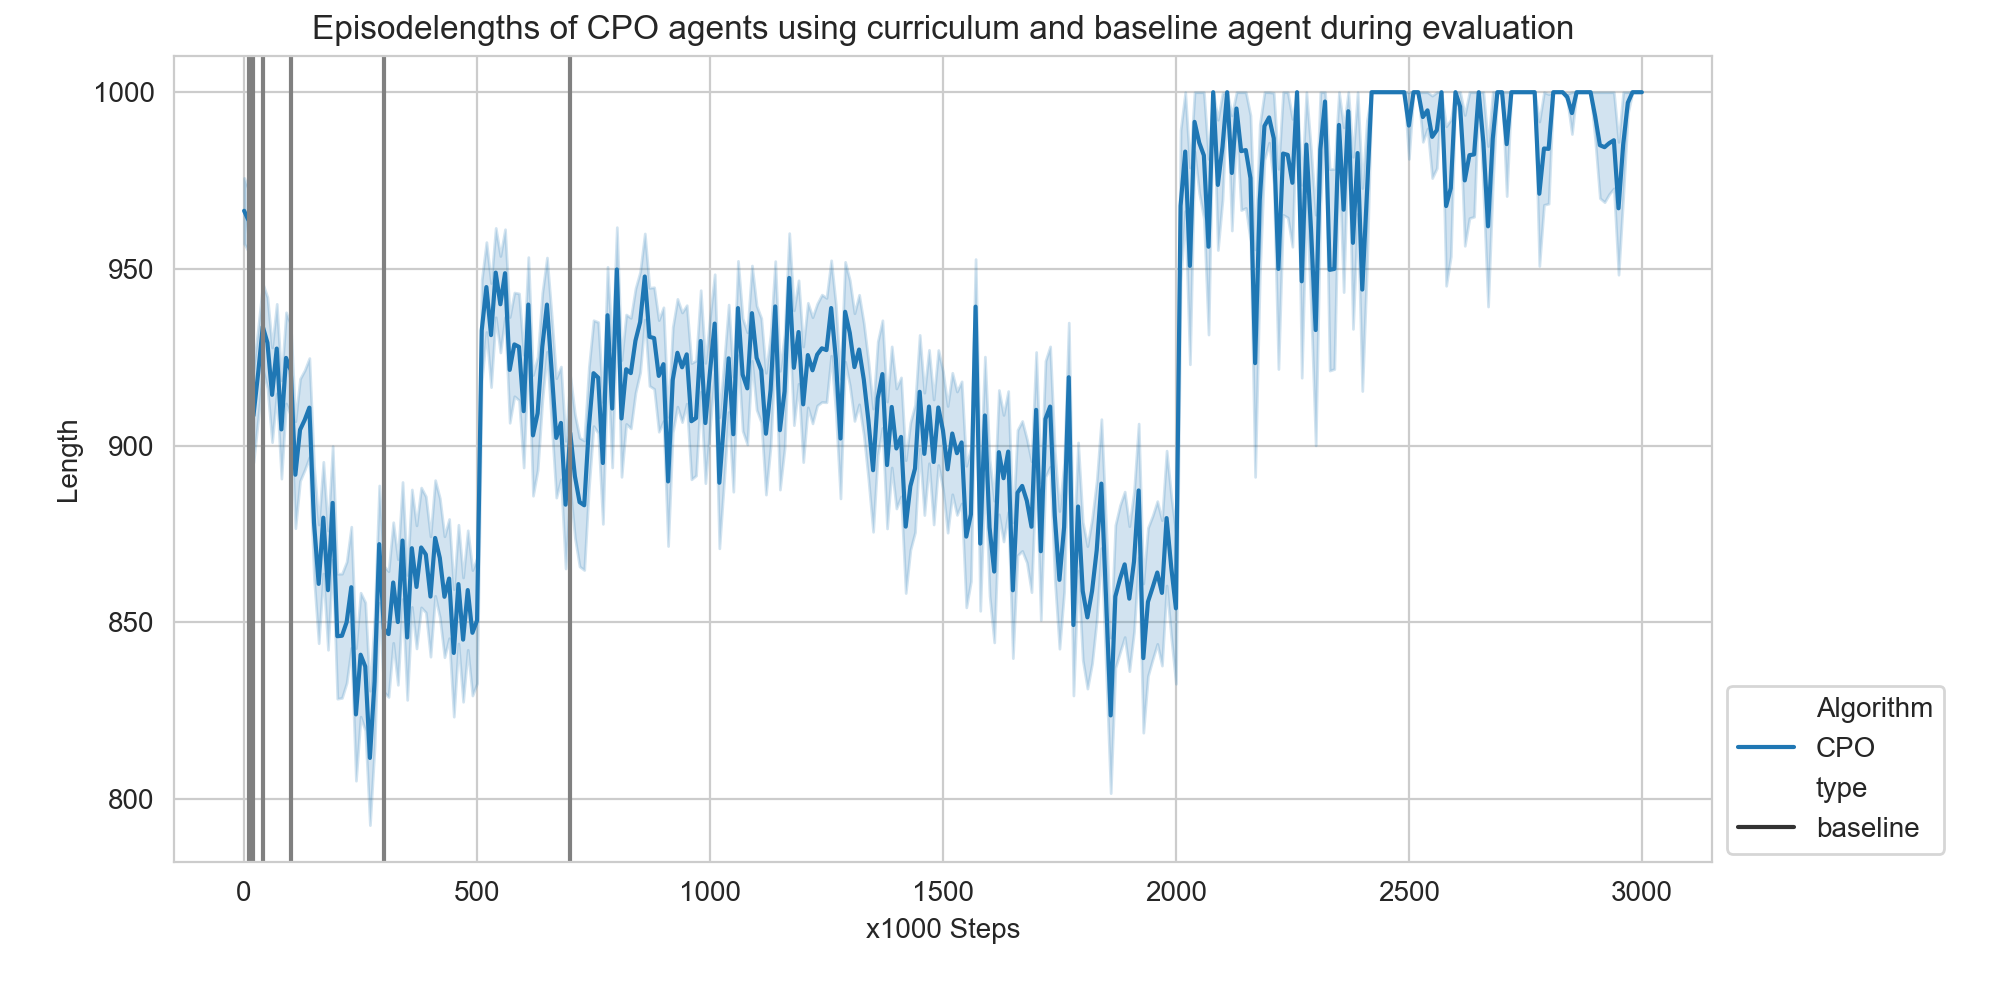 Episodelengths of CPO agents using curriculum and baseline agent during evaluation
1000
950
900
850
800
Length
0 500 1000 1500 2000 2500 3000
x1000 Steps
Algorithm
CPO
type
baseline